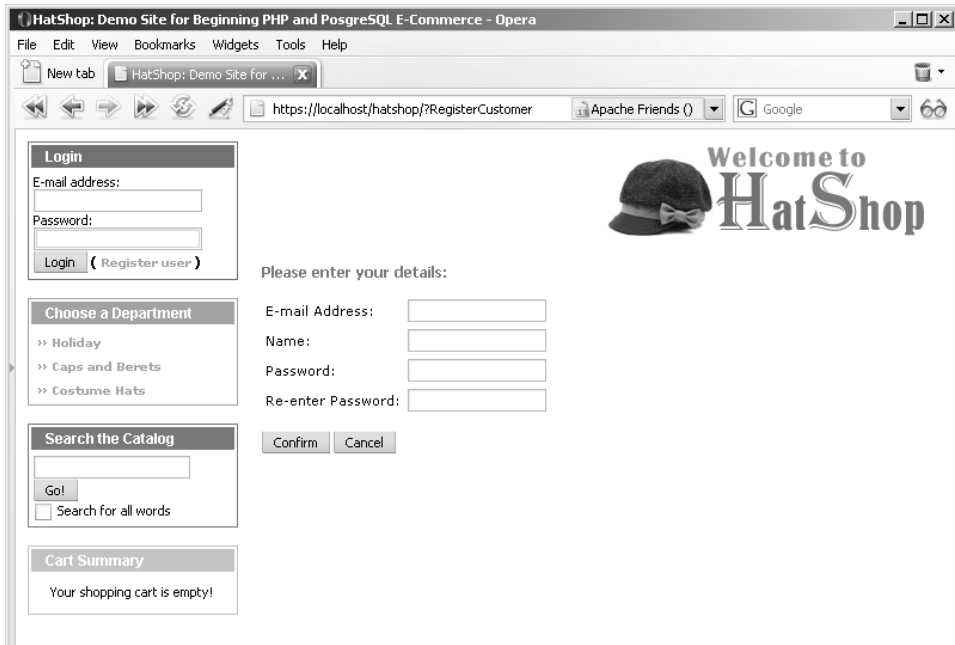 HatShop: Demo Site for Beginning PHP and PosgreSQL E-Commerce - Opera
File Edit View Bookmarks Widgets Tools Help
New tab HatShop: Demo Site for ... X
https://localhost/hatshop/?RegisterCustomer Apache Friends () G Google
Login
E-mail address:
Password:
Login ( Register user )
Choose a Department
» Holiday
» Caps and Berets
» Costume Hats
Search the Catalog
Go!
Search for all words
Cart Summary
Your shopping cart is empty!
Welcome to
HatShop
Please enter your details:
E-mail Address:
Name:
Password:
Re-enter Password:
Confirm Cancel